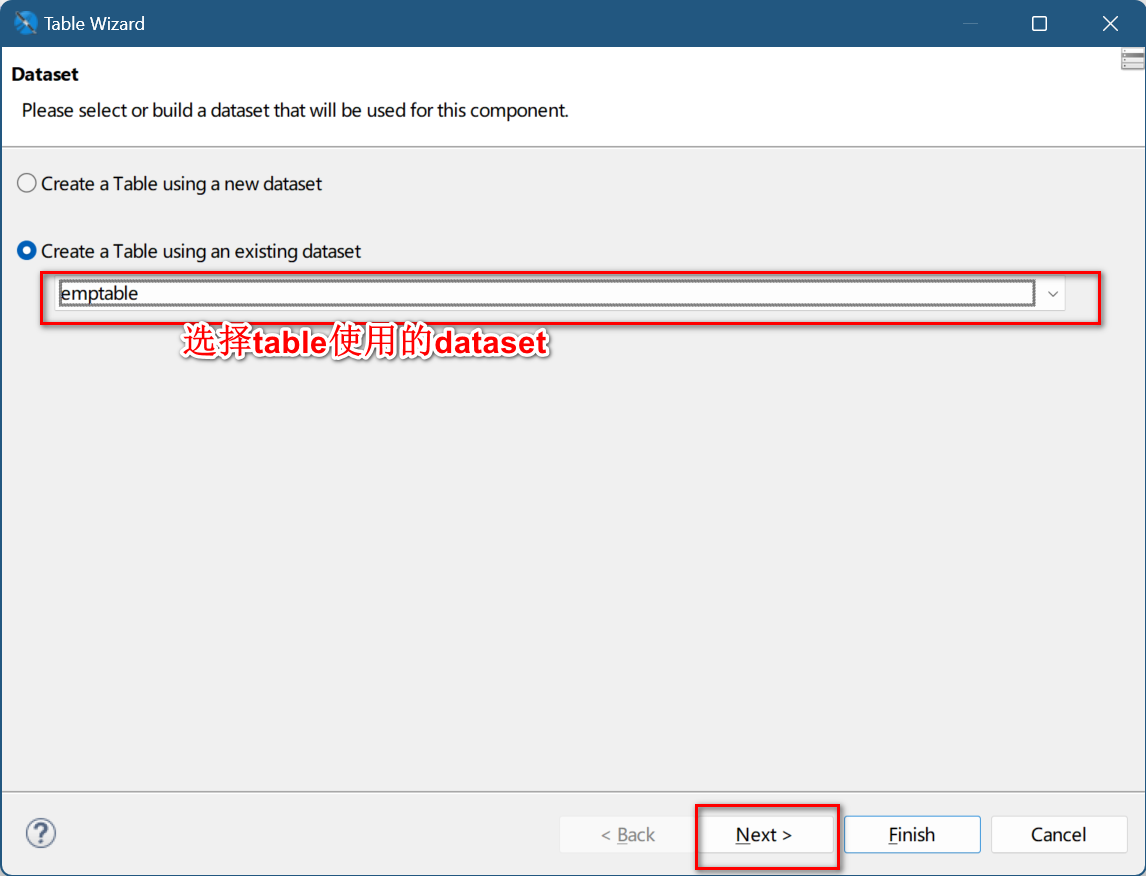 Table Wizard
Dataset
Please select or build a dataset that will be used for this component.
Create a Table using a new dataset
Create a Table using an existing dataset
emptable
选择table使用的dataset
< Back
Next >
Finish
Cancel